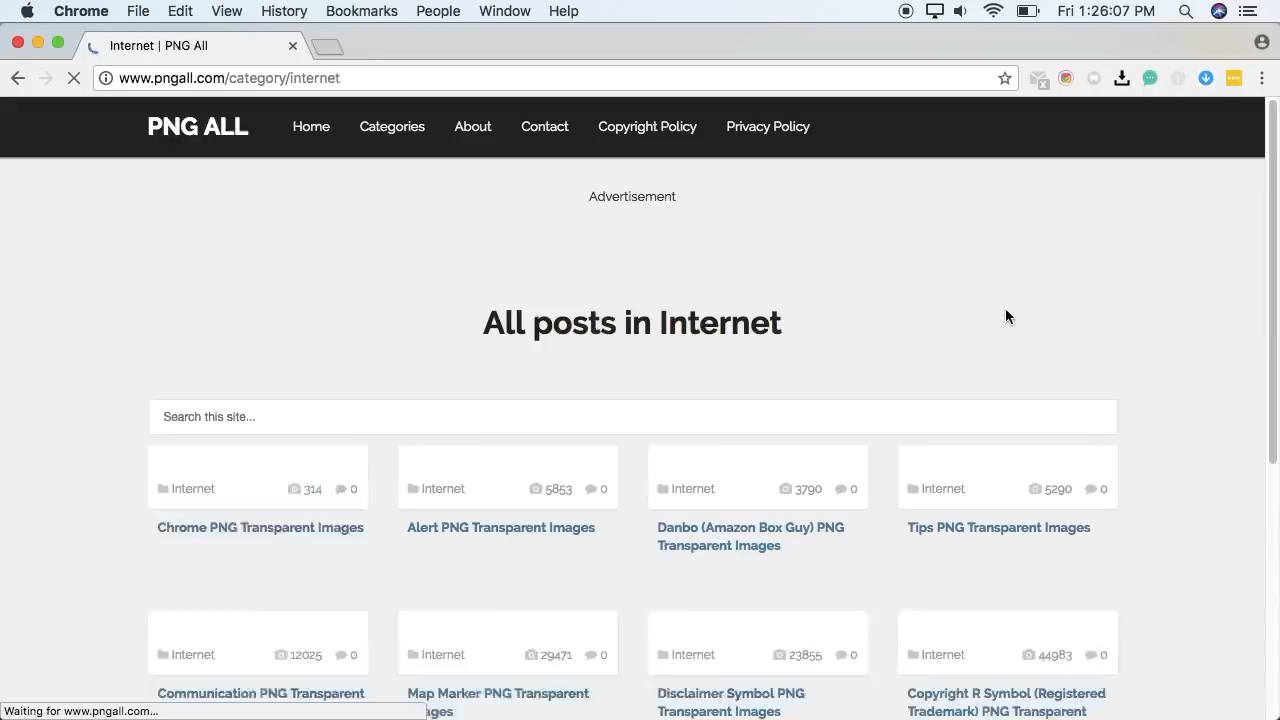 Chrome File Edit View History Bookmarks People Window Help Fri 1:26:07 PM
Internet | PNG All
www.pngall.com/category/internet
PNG ALL Home Categories About Contact Copyright Policy Privacy Policy
Advertisement
All posts in Internet
Search this site...
Internet 314 0 Internet 5853 0 Internet 3790 0 Internet 5290 0
Chrome PNG Transparent Images Alert PNG Transparent Images Danbo (Amazon Box Guy) PNG Tips PNG Transparent Images
Transparent Images
Internet 12025 0 Internet 29471 0 Internet 23855 0 Internet 44983 0
Communication PNG Transparent Map Marker PNG Transparent Disclaimer Symbol PNG Copyright R Symbol (Registered
Transparent Images Trademark) PNG Transparent
Waiting for www.pngall.com...